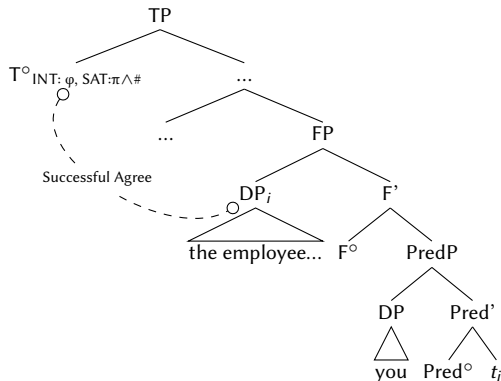 TP
T° INT: φ, SAT:π∧# ...
... FP
Successful Agree
DPᵢ F'
the employee... F° PredP
DP Pred'
you Pred° tᵢ